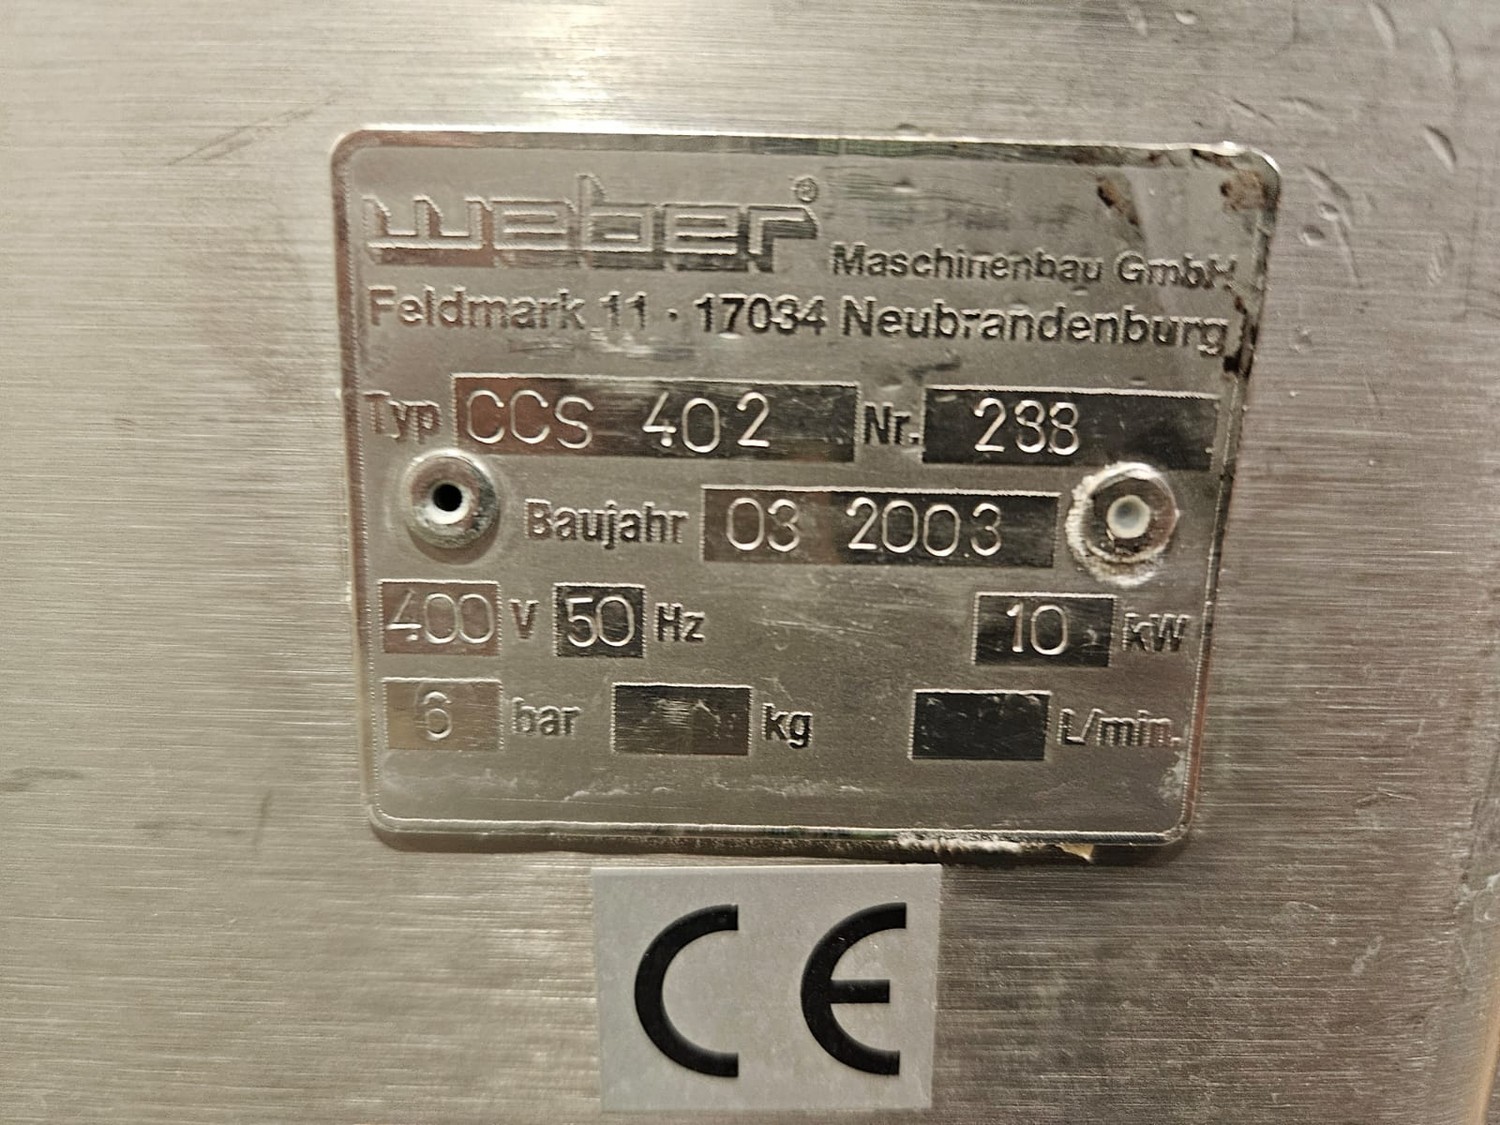 weber® Maschinenbau GmbH
Feldmark 11 · 17034 Neubrandenburg
Typ CCS 402 Nr. 288
Baujahr 03 2003
400 V 50 Hz 10 kW
6 bar kg L/min.
CE